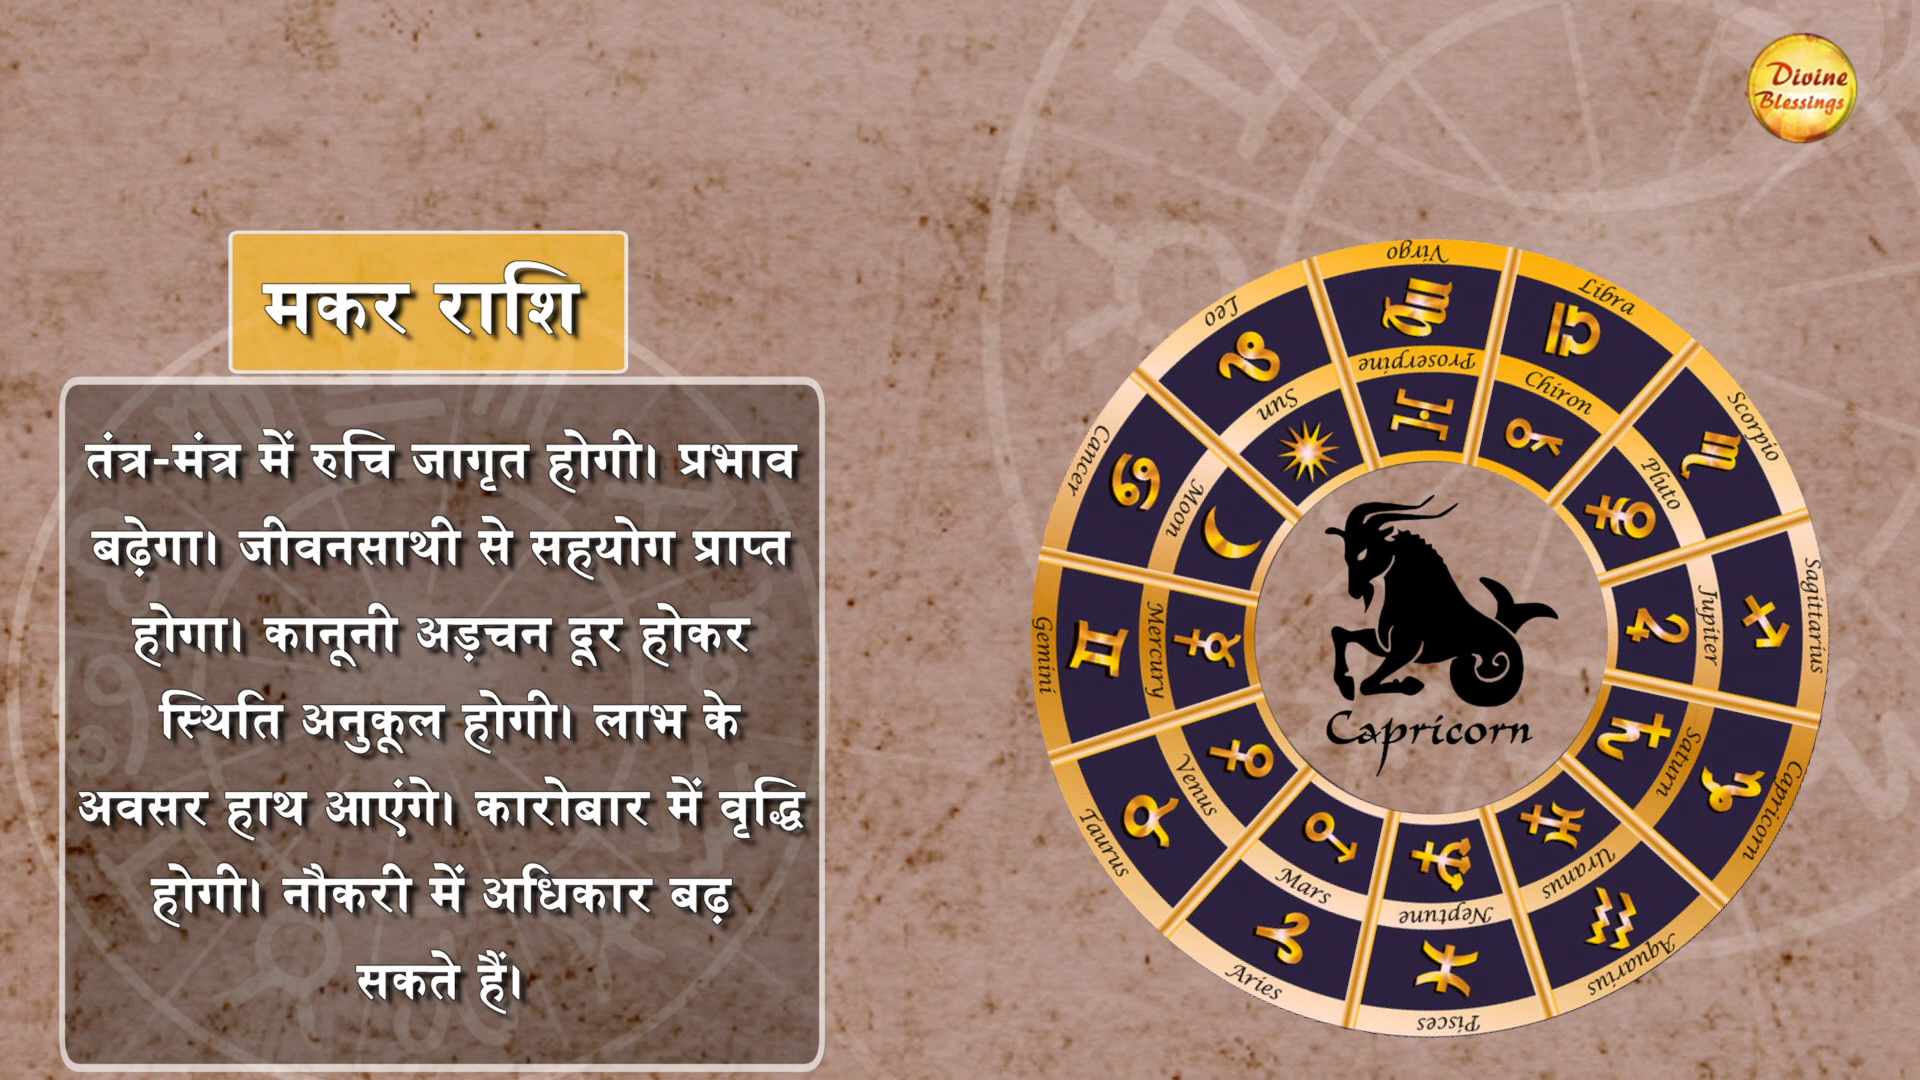 Divine
Blessings
मकर राशि
तंत्र-मंत्र में रुचि जागृत होगी। प्रभाव
बढ़ेगा। जीवनसाथी से सहयोग प्राप्त
होगा। कानूनी अड़चन दूर होकर
स्थिति अनुकूल होगी। लाभ के
अवसर हाथ आएंगे। कारोबार में वृद्धि
होगी। नौकरी में अधिकार बढ़
सकते हैं।
Virgo
Libra
Scorpio
Sagittarius
Capricorn
Aquarius
Pisces
Aries
Taurus
Gemini
Cancer
Leo
Proserpine
Chiron
Pluto
Jupiter
Saturn
Uranus
Neptune
Mars
Venus
Mercury
Moon
Sun
Capricorn